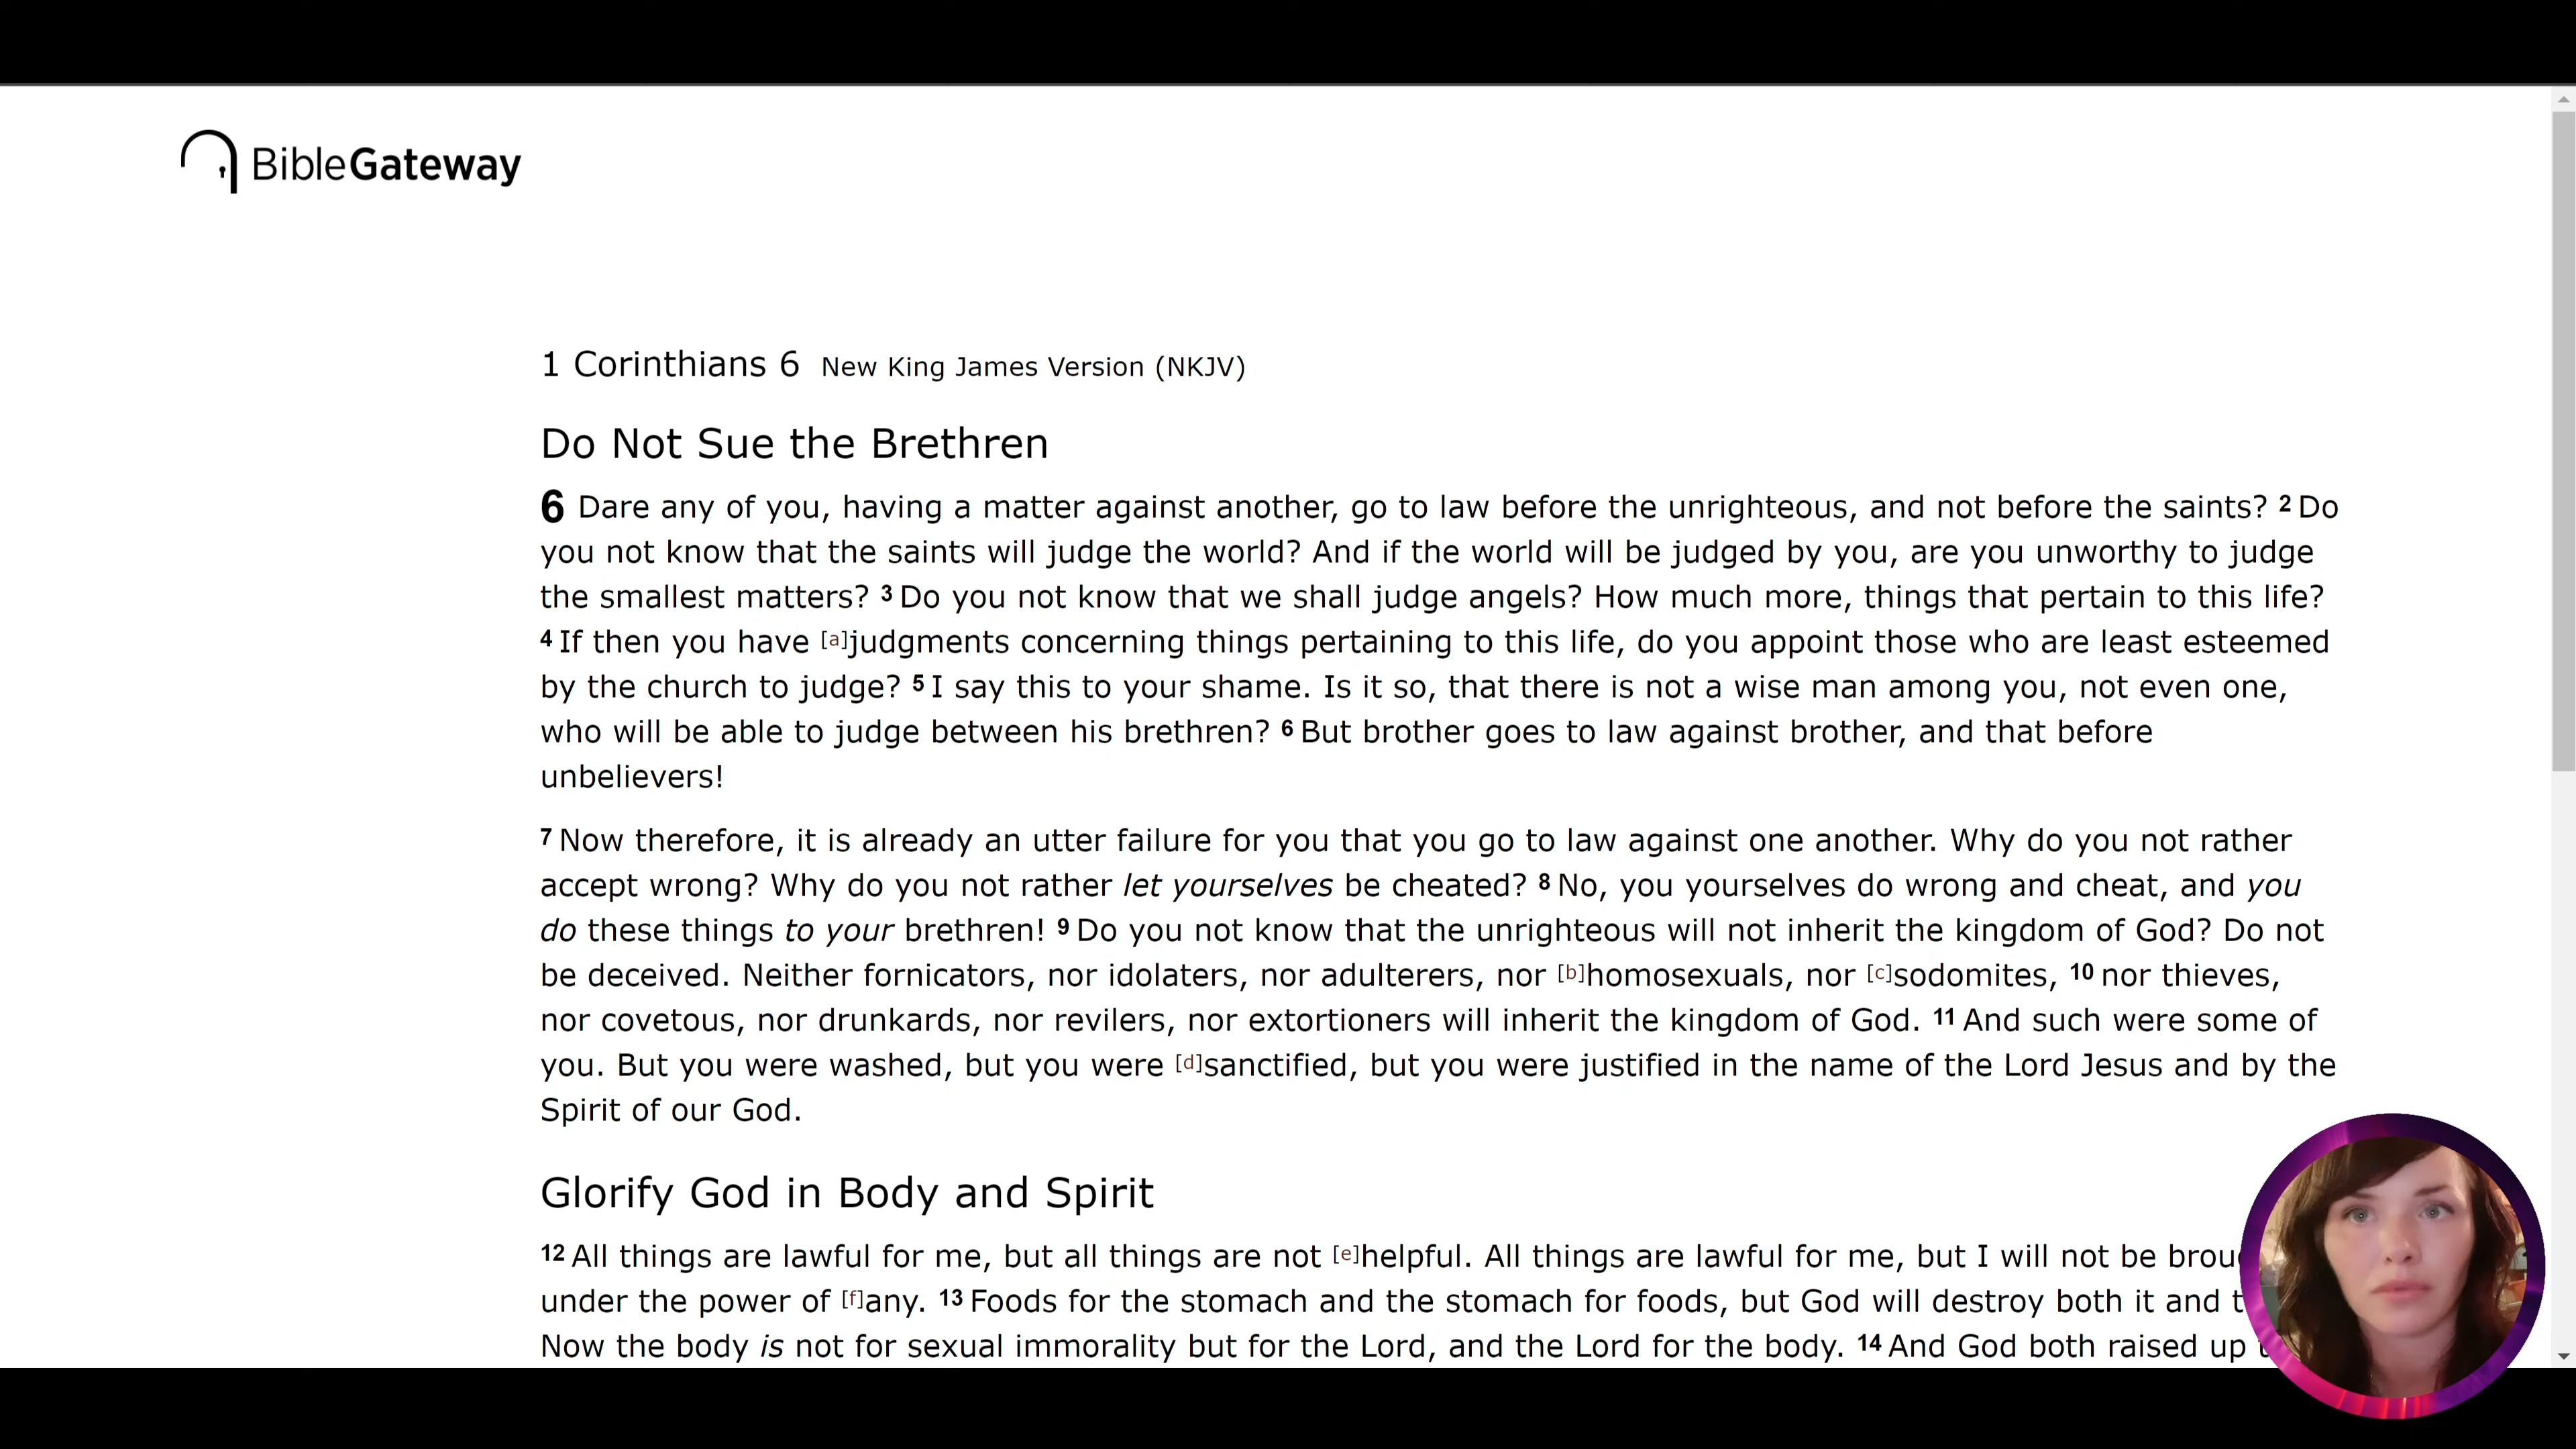 BibleGateway
1 Corinthians 6 New King James Version (NKJV)
Do Not Sue the Brethren
6 Dare any of you, having a matter against another, go to law before the unrighteous, and not before the saints? 2 Do
you not know that the saints will judge the world? And if the world will be judged by you, are you unworthy to judge
the smallest matters? 3 Do you not know that we shall judge angels? How much more, things that pertain to this life?
4 If then you have [a]judgments concerning things pertaining to this life, do you appoint those who are least esteemed
by the church to judge? 5 I say this to your shame. Is it so, that there is not a wise man among you, not even one,
who will be able to judge between his brethren? 6 But brother goes to law against brother, and that before
unbelievers!
7 Now therefore, it is already an utter failure for you that you go to law against one another. Why do you not rather
accept wrong? Why do you not rather let yourselves be cheated? 8 No, you yourselves do wrong and cheat, and you
do these things to your brethren! 9 Do you not know that the unrighteous will not inherit the kingdom of God? Do not
be deceived. Neither fornicators, nor idolaters, nor adulterers, nor [b]homosexuals, nor [c]sodomites, 10 nor thieves,
nor covetous, nor drunkards, nor revilers, nor extortioners will inherit the kingdom of God. 11 And such were some of
you. But you were washed, but you were [d]sanctified, but you were justified in the name of the Lord Jesus and by the
Spirit of our God.
Glorify God in Body and Spirit
12 All things are lawful for me, but all things are not [e]helpful. All things are lawful for me, but I will not be
under the power of [f]any. 13 Foods for the stomach and the stomach for foods, but God will destroy both it and
Now the body is not for sexual immorality but for the Lord, and the Lord for the body. 14 And God both raised up